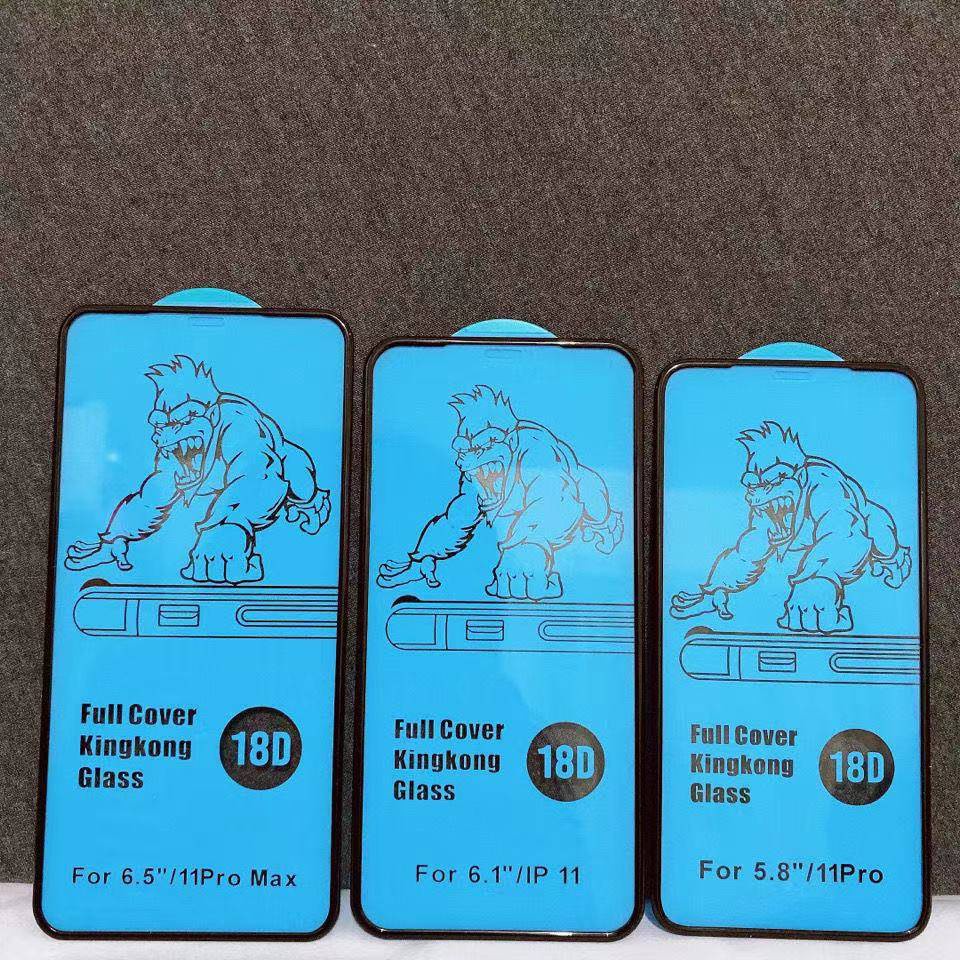 Full Cover
Kingkong
Glass
18D
For 6.5"/11Pro Max
Full Cover
Kingkong
Glass
18D
For 6.1"/IP 11
Full Cover
Kingkong
Glass
18D
For 5.8"/11Pro